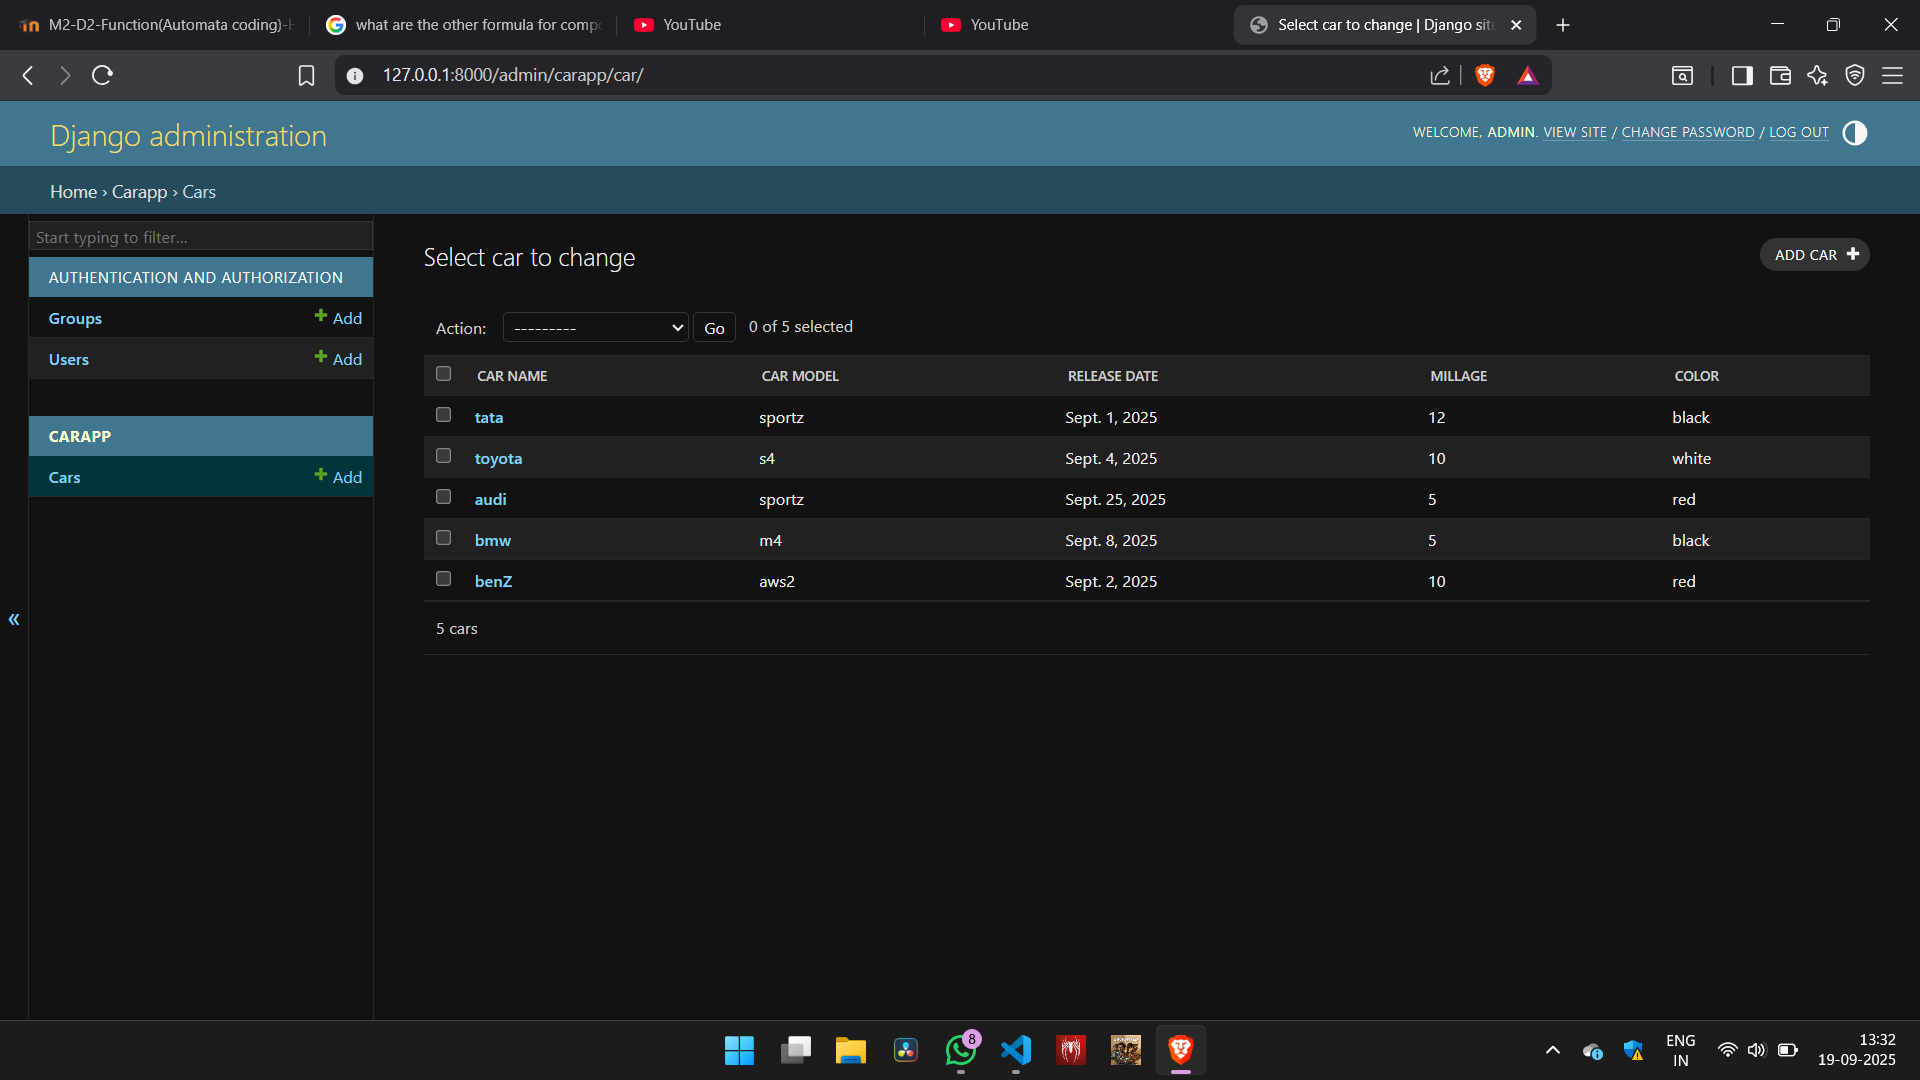 M2-D2-Function(Automata coding)-
what are the other formula for comp
YouTube
YouTube
Select car to change | Django sit
127.0.0.1:8000/admin/carapp/car/
Django administration
WELCOME, ADMIN. VIEW SITE / CHANGE PASSWORD / LOG OUT
Home › Carapp › Cars
Start typing to filter...
AUTHENTICATION AND AUTHORIZATION
Groups + Add
Users + Add
CARAPP
Cars + Add
Select car to change
ADD CAR +
Action: --------- Go 0 of 5 selected
CAR NAME CAR MODEL RELEASE DATE MILLAGE COLOR
tata sportz Sept. 1, 2025 12 black
toyota s4 Sept. 4, 2025 10 white
audi sportz Sept. 25, 2025 5 red
bmw m4 Sept. 8, 2025 5 black
benZ aws2 Sept. 2, 2025 10 red
5 cars
«
8
ENG
IN
13:32
19-09-2025